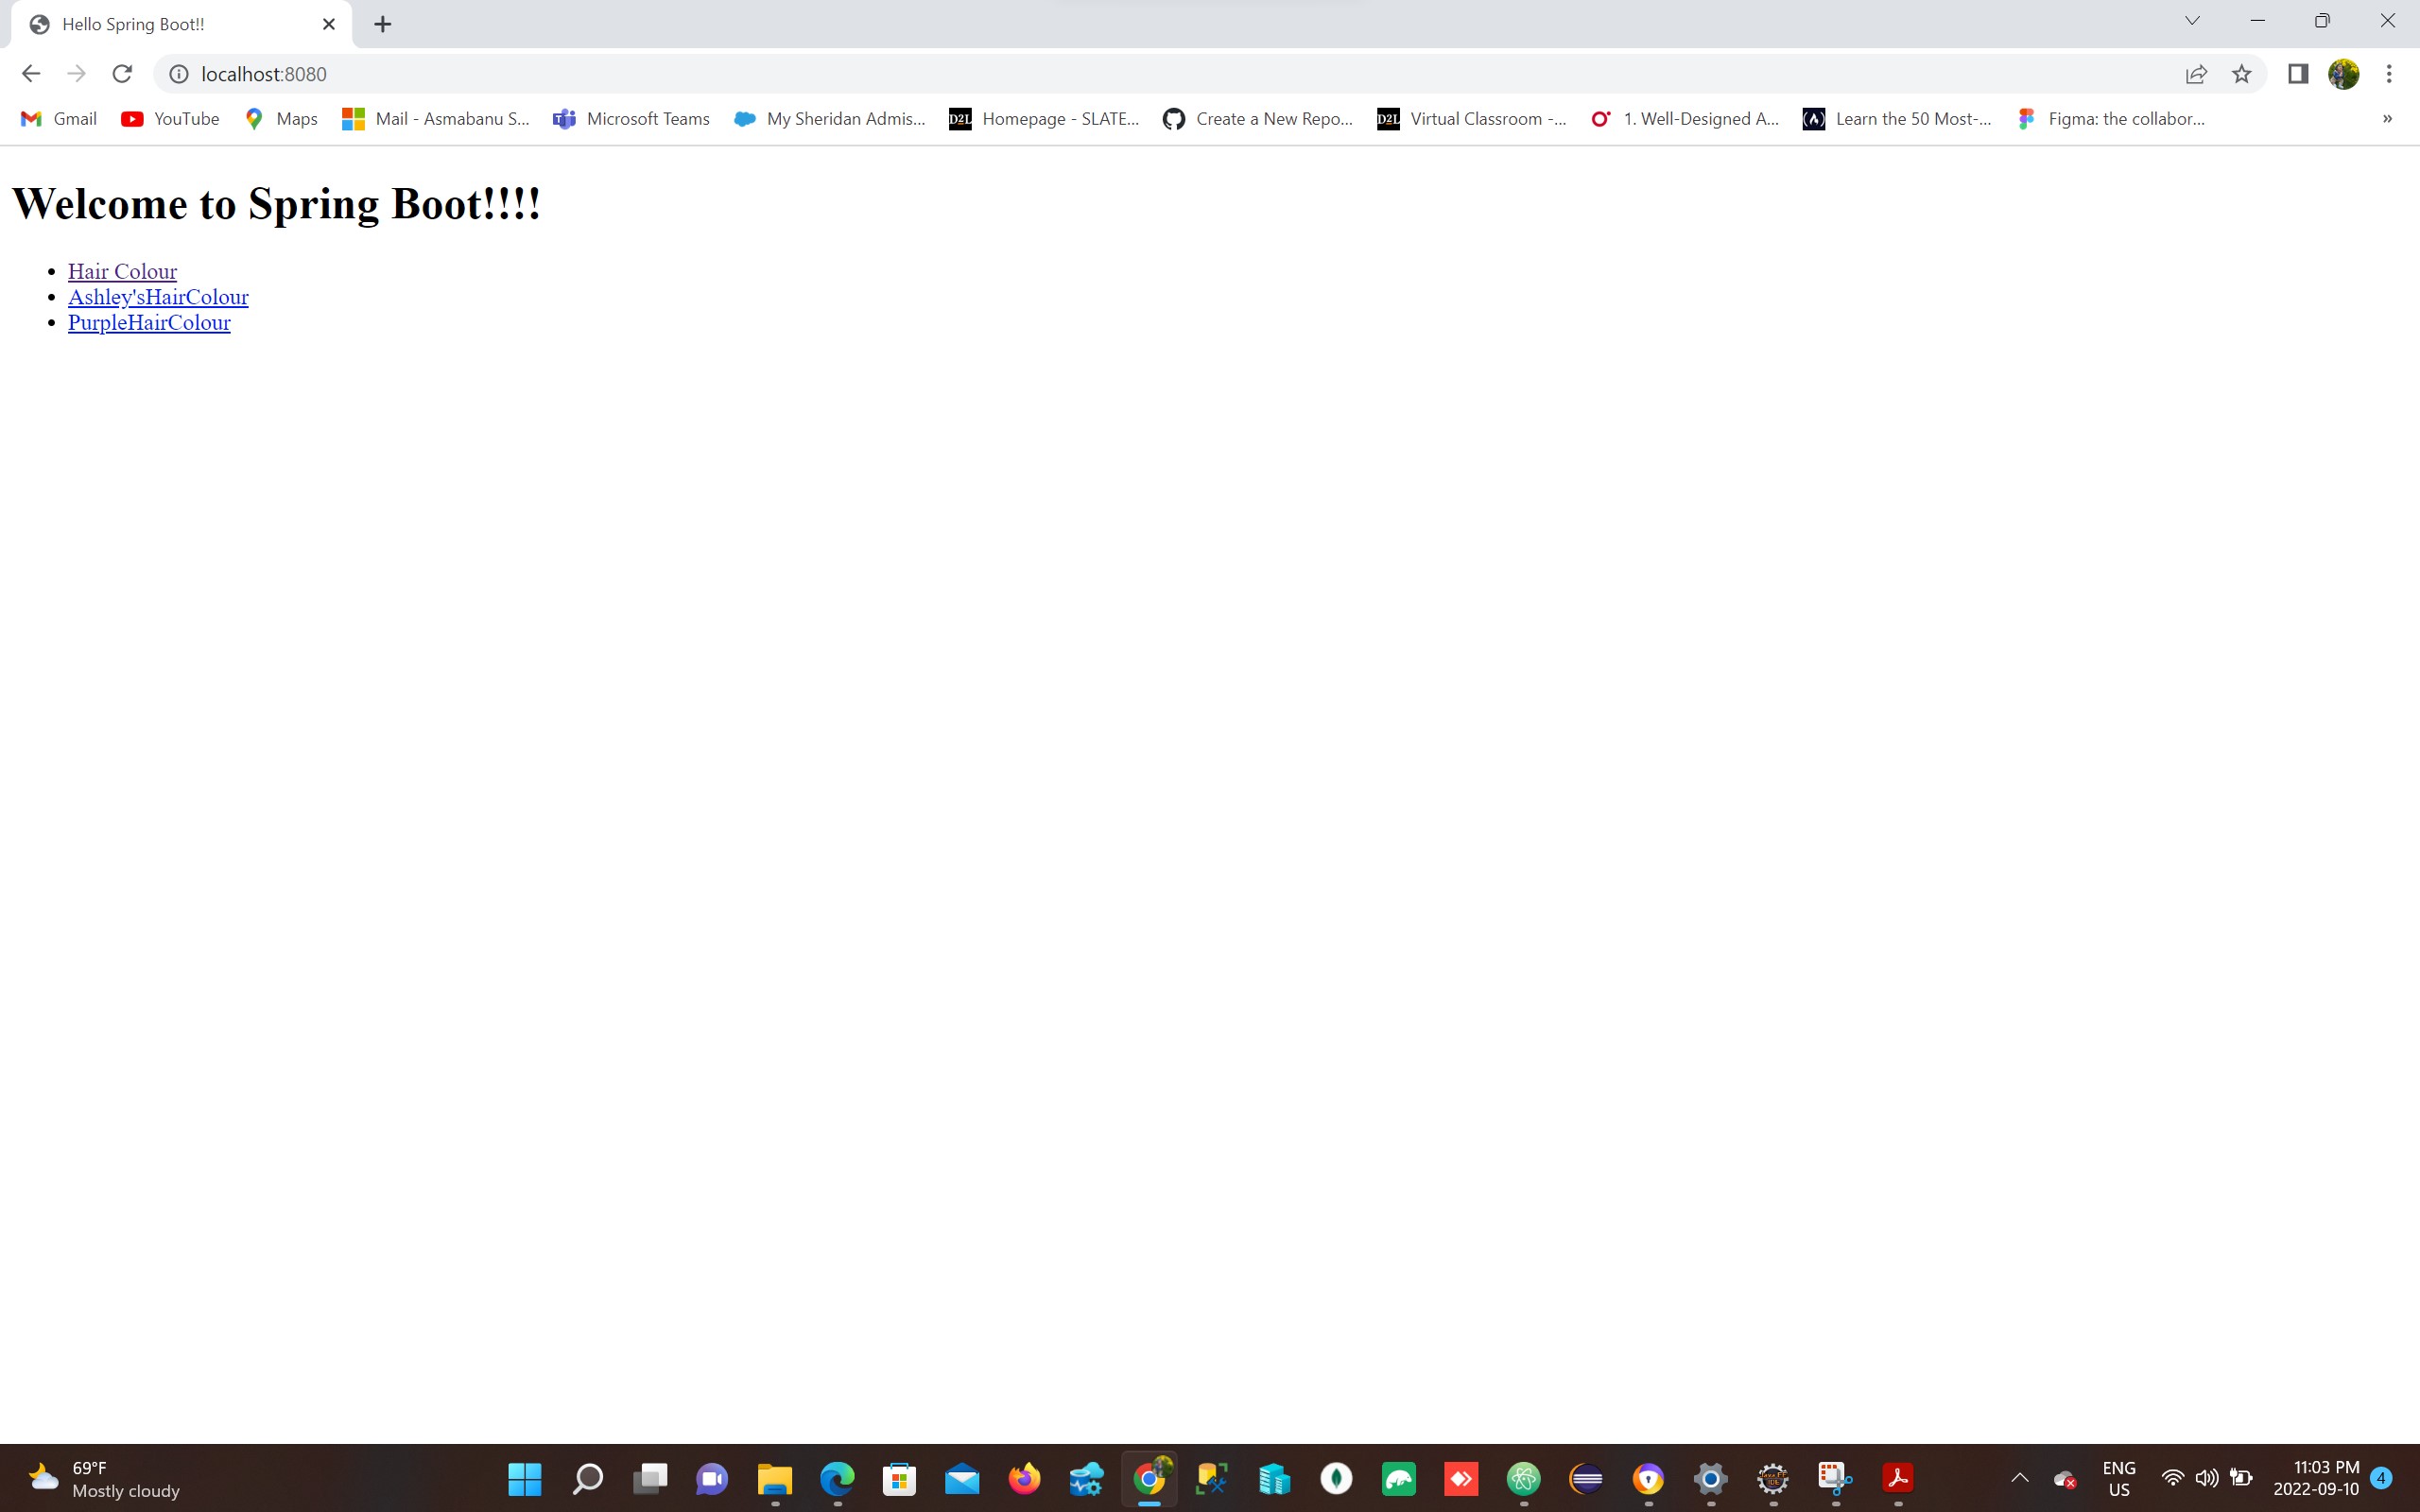 Hello Spring Boot!!
localhost:8080
Gmail YouTube Maps Mail - Asmabanu S... Microsoft Teams My Sheridan Admis... D2L Homepage - SLATE... Create a New Repo... D2L Virtual Classroom -... 1. Well-Designed A... Learn the 50 Most-... Figma: the collabor... »
Welcome to Spring Boot!!!!
Hair Colour
Ashley'sHairColour
PurpleHairColour
69°F
Mostly cloudy
ENG
US
11:03 PM
2022-09-10
4